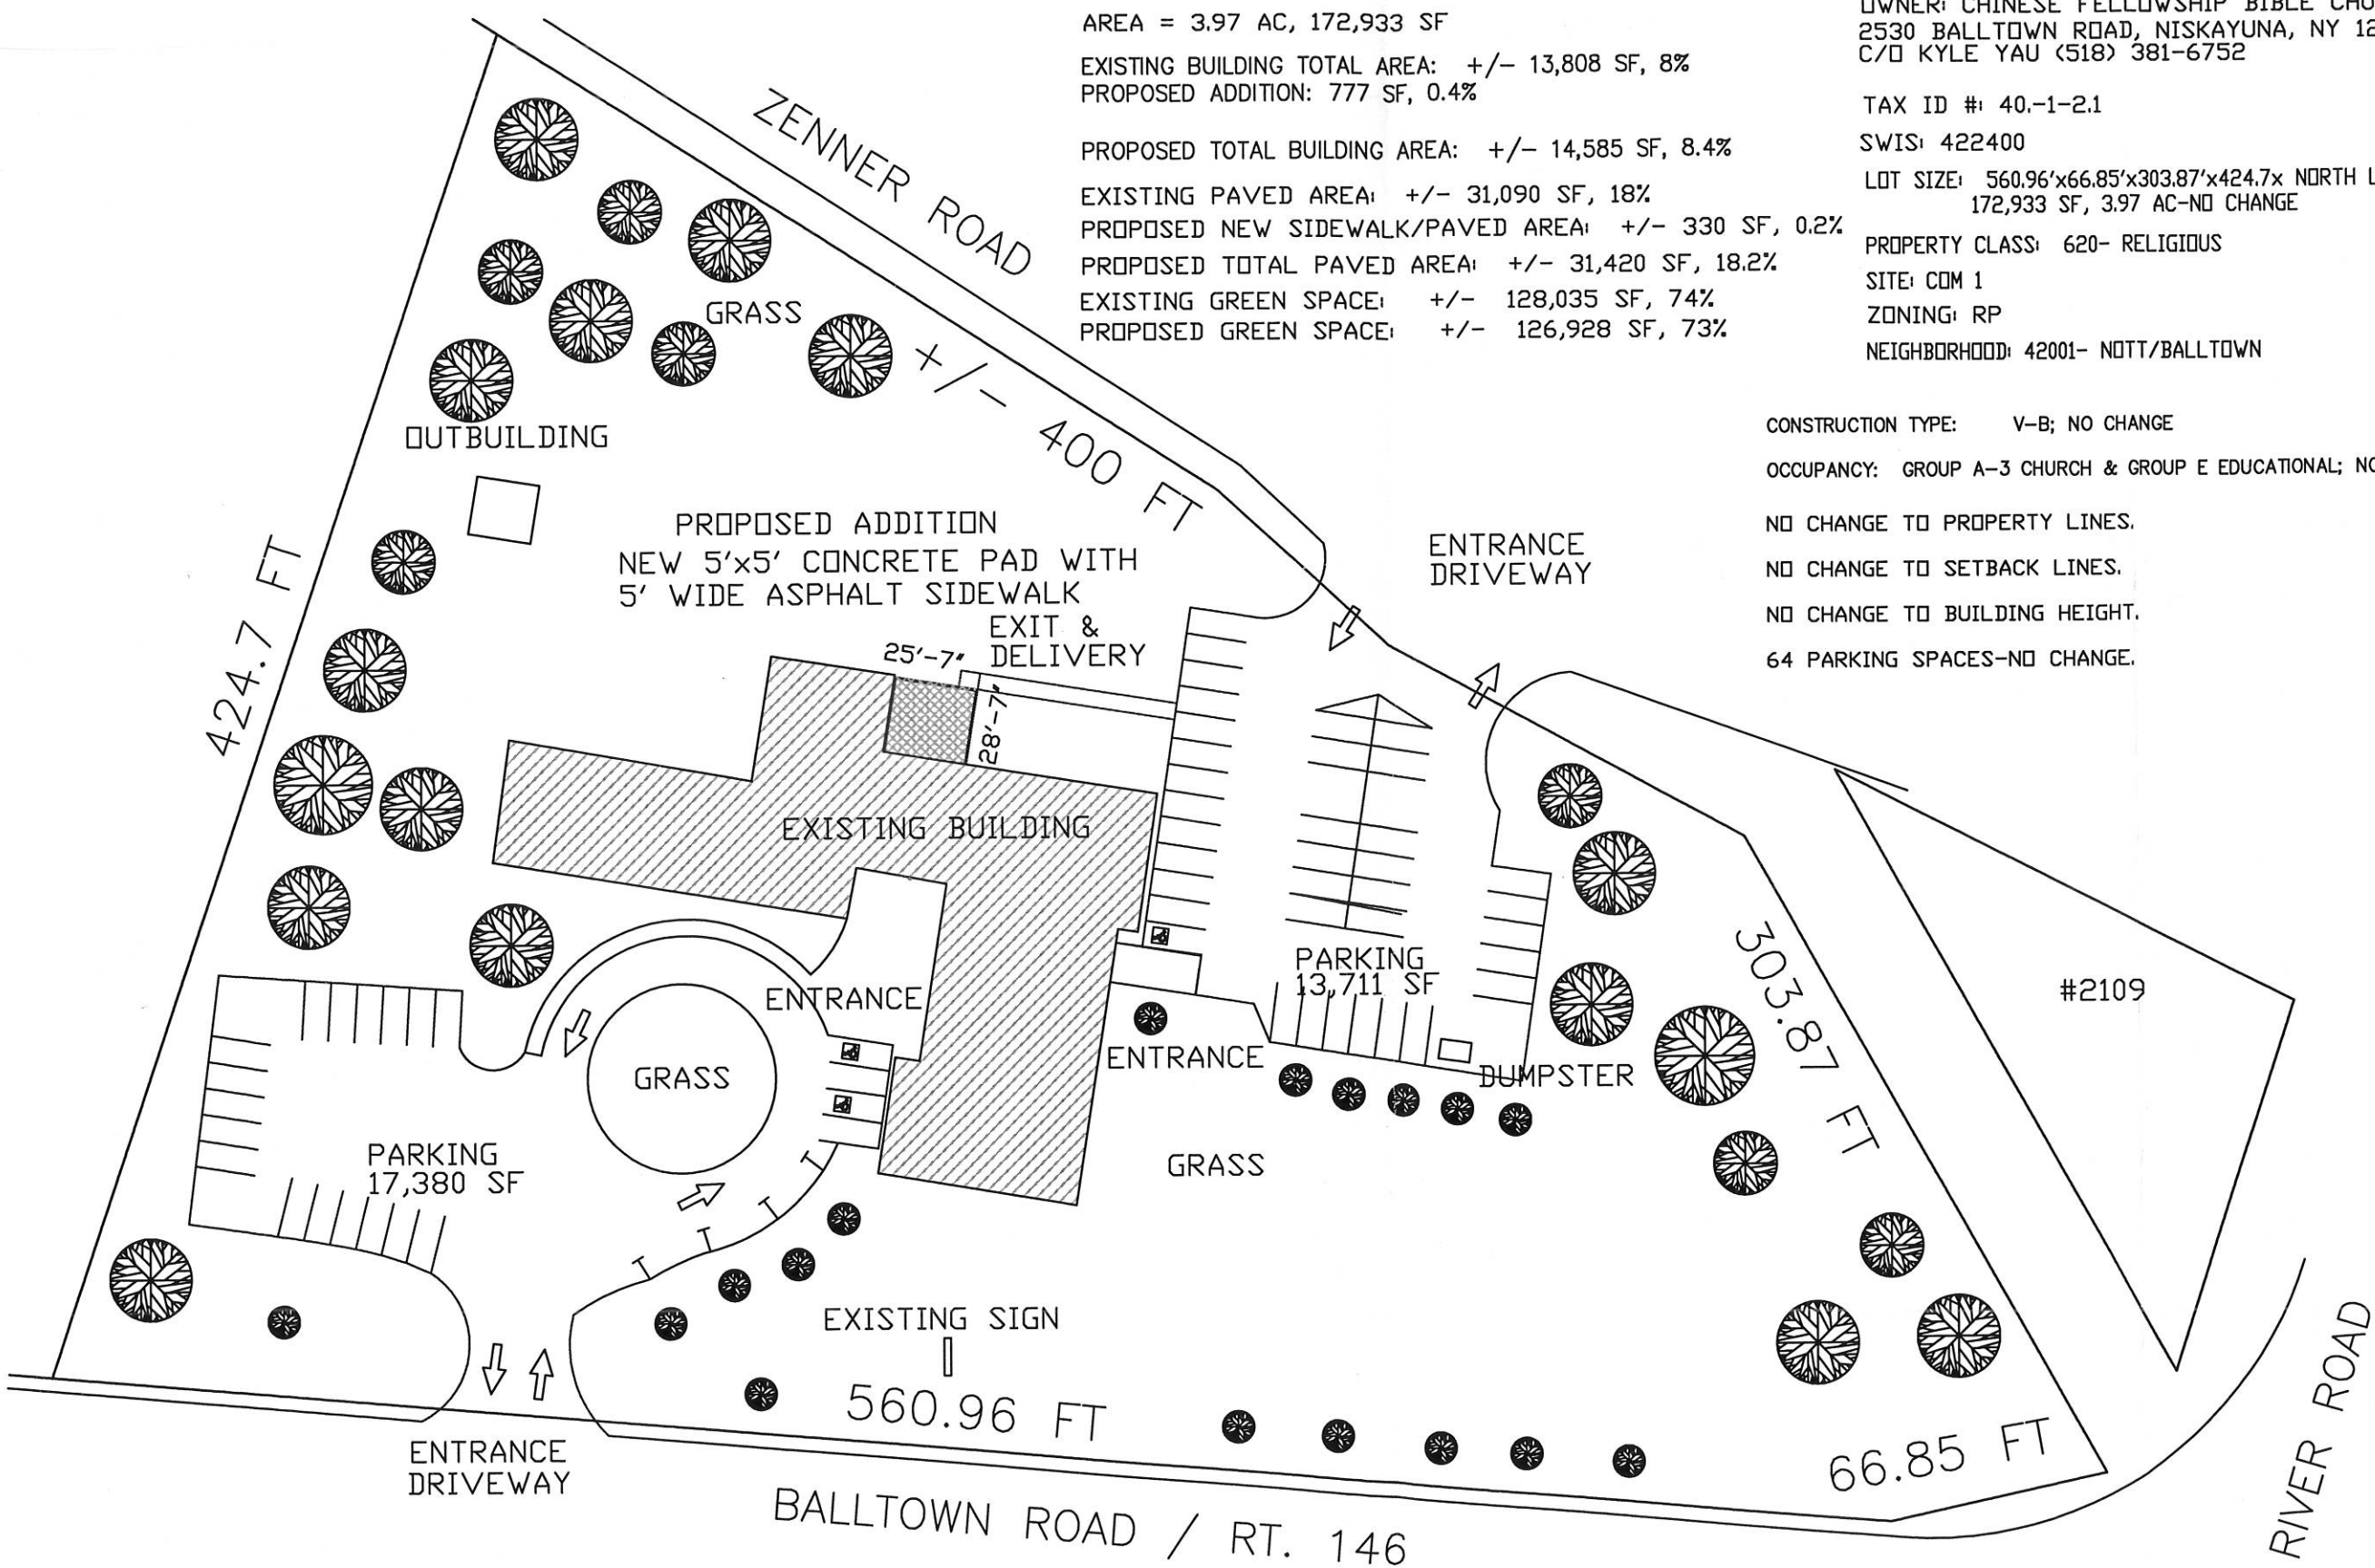 AREA = 3.97 AC, 172,933 SF
EXISTING BUILDING TOTAL AREA: +/- 13,808 SF, 8%
PROPOSED ADDITION: 777 SF, 0.4%
PROPOSED TOTAL BUILDING AREA: +/- 14,585 SF, 8.4%
EXISTING PAVED AREA: +/- 31,090 SF, 18%
PROPOSED NEW SIDEWALK/PAVED AREA: +/- 330 SF, 0.2%
PROPOSED TOTAL PAVED AREA: +/- 31,420 SF, 18.2%
EXISTING GREEN SPACE: +/- 128,035 SF, 74%
PROPOSED GREEN SPACE: +/- 126,928 SF, 73%
OWNER: CHINESE FELLOWSHIP BIBLE
2530 BALLTOWN ROAD, NISKAYUNA, NY
C/O KYLE YAU (518) 381-6752
TAX ID #: 40.-1-2.1
SWIS: 422400
LOT SIZE: 560.96'x66.85'x303.87'x424.7x NORTH
172,933 SF, 3.97 AC-NO CHANGE
PROPERTY CLASS: 620- RELIGIOUS
SITE: COM 1
ZONING: RP
NEIGHBORHOOD: 42001- NOTT/BALLTOWN
CONSTRUCTION TYPE: V-B; NO CHANGE
OCCUPANCY: GROUP A-3 CHURCH & GROUP E EDUCATIONAL;
NO CHANGE TO PROPERTY LINES.
NO CHANGE TO SETBACK LINES.
NO CHANGE TO BUILDING HEIGHT.
64 PARKING SPACES-NO CHANGE.
ZENNER ROAD
+/- 400 FT
GRASS
OUTBUILDING
424.7 FT
PROPOSED ADDITION
NEW 5'x5' CONCRETE PAD WITH
5' WIDE ASPHALT SIDEWALK
EXIT &
DELIVERY
25'-7"
28'-7"
ENTRANCE
DRIVEWAY
EXISTING BUILDING
PARKING
13,711 SF
303.87 FT
#2109
ENTRANCE
GRASS
ENTRANCE
DUMPSTER
PARKING
17,380 SF
GRASS
EXISTING SIGN
560.96 FT
66.85 FT
ENTRANCE
DRIVEWAY
BALLTOWN ROAD / RT. 146
RIVER ROAD